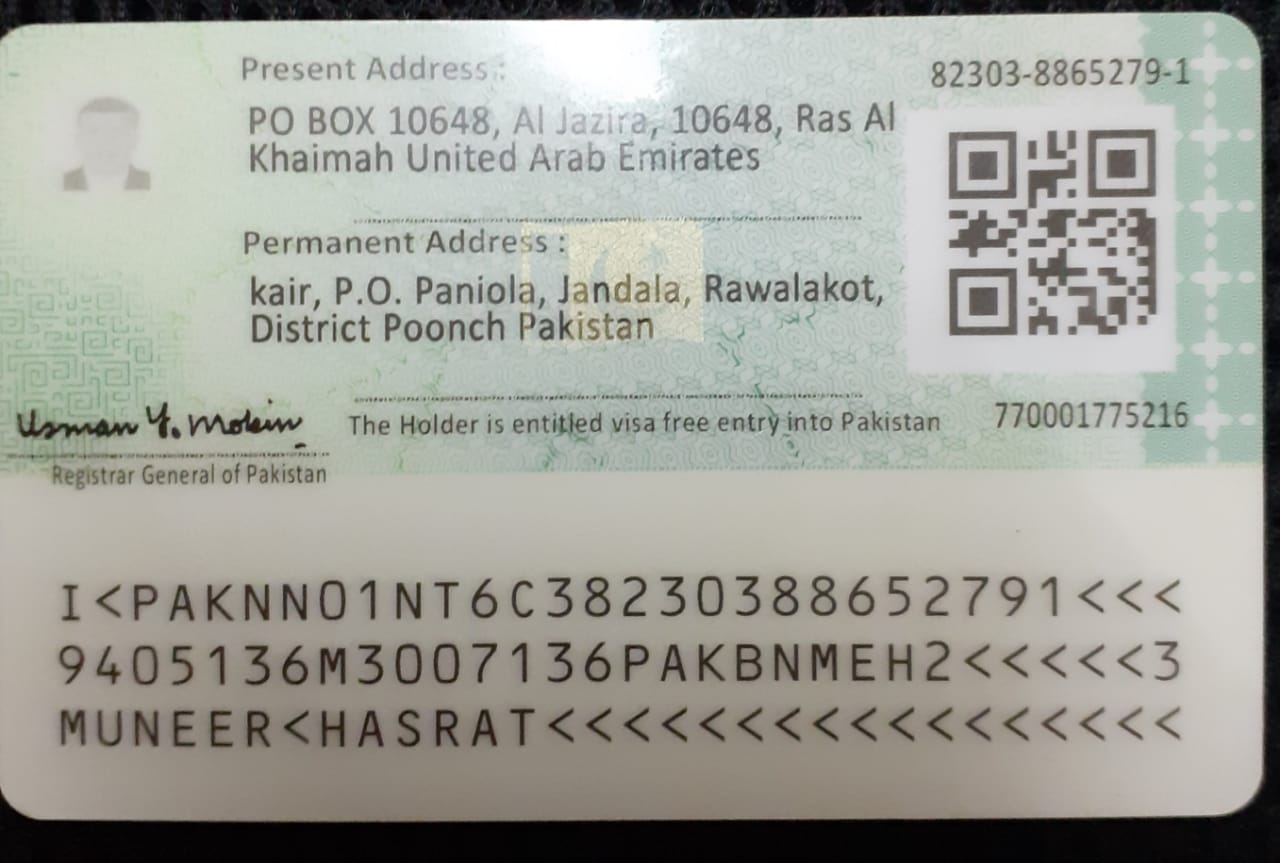 Present Address :
82303-8865279-1
PO BOX 10648, Al Jazira, 10648, Ras Al
Khaimah United Arab Emirates
Permanent Address :
kair, P.O. Paniola, Jandala, Rawalakot,
District Poonch Pakistan
Usman Y. Mobin
The Holder is entitled visa free entry into Pakistan
770001775216
Registrar General of Pakistan
I<PAKNN01NT6C38230388652791<<<
9405136M3007136PAKBNMEH2<<<<<3
MUNEER<HASRAT<<<<<<<<<<<<<<<<<